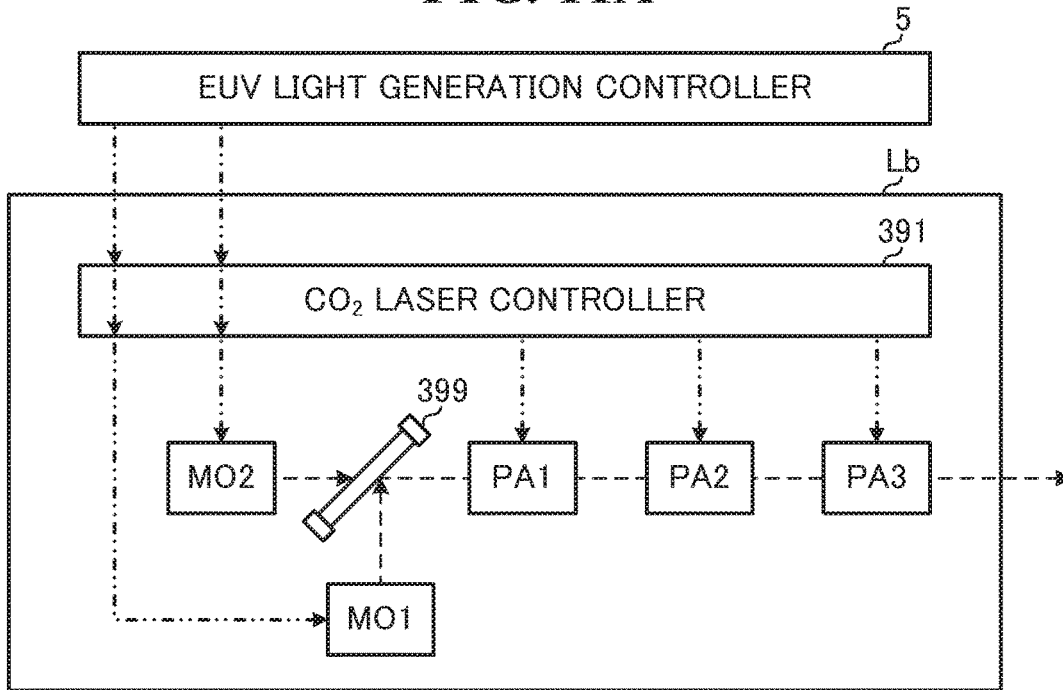 5
EUV LIGHT GENERATION CONTROLLER
Lb
391
CO₂ LASER CONTROLLER
399
MO2
PA1
PA2
PA3
MO1